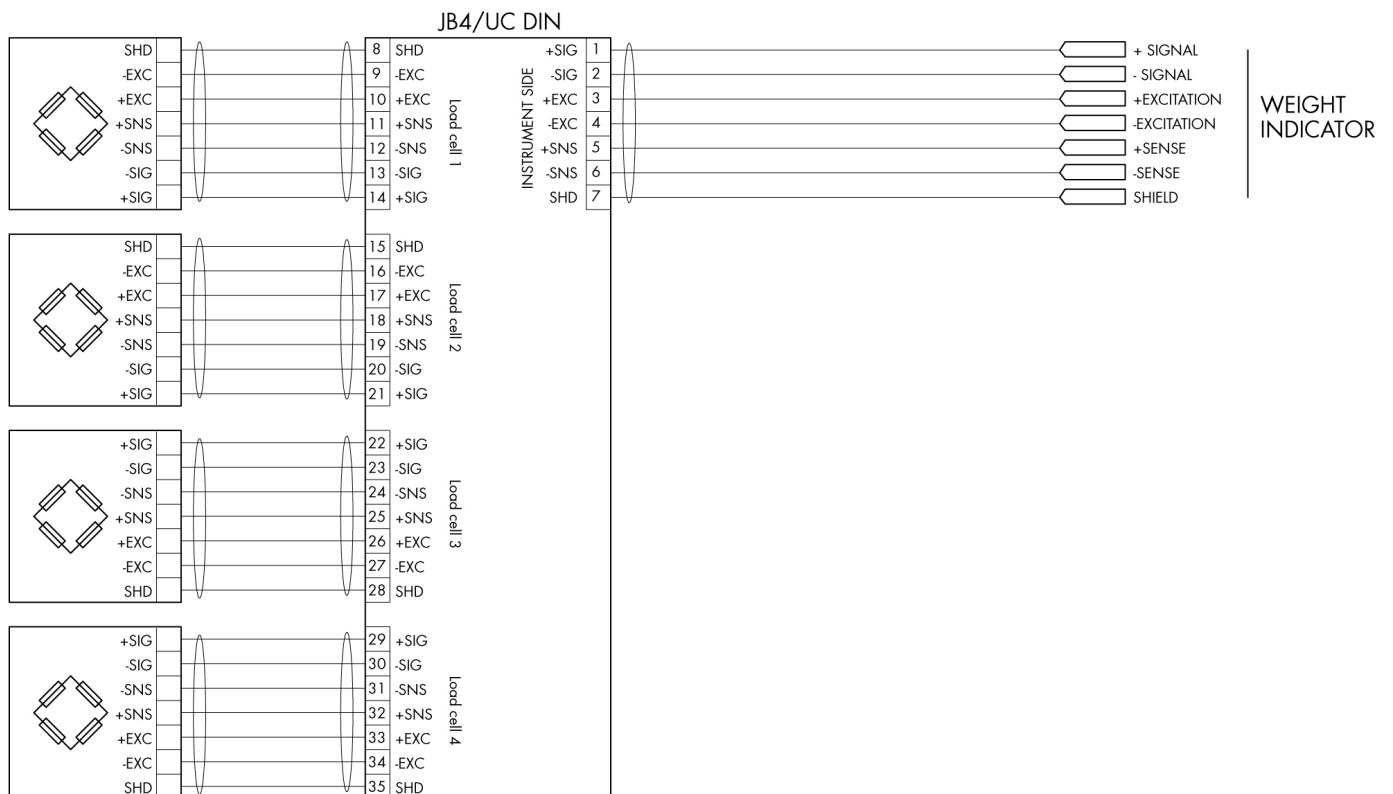 JB4/UC DIN
SHD 8 SHD
-EXC 9 -EXC
+EXC 10 +EXC
+SNS 11 +SNS
-SNS 12 -SNS
-SIG 13 -SIG
+SIG 14 +SIG
Load cell 1
INSTRUMENT SIDE
+SIG 1 + SIGNAL
-SIG 2 - SIGNAL
+EXC 3 +EXCITATION
-EXC 4 -EXCITATION
+SNS 5 +SENSE
-SNS 6 -SENSE
SHD 7 SHIELD
WEIGHT
INDICATOR
SHD 15 SHD
-EXC 16 -EXC
+EXC 17 +EXC
+SNS 18 +SNS
-SNS 19 -SNS
-SIG 20 -SIG
+SIG 21 +SIG
Load cell 2
+SIG 22 +SIG
-SIG 23 -SIG
-SNS 24 -SNS
+SNS 25 +SNS
+EXC 26 +EXC
-EXC 27 -EXC
SHD 28 SHD
Load cell 3
+SIG 29 +SIG
-SIG 30 -SIG
-SNS 31 -SNS
+SNS 32 +SNS
+EXC 33 +EXC
-EXC 34 -EXC
SHD 35 SHD
Load cell 4